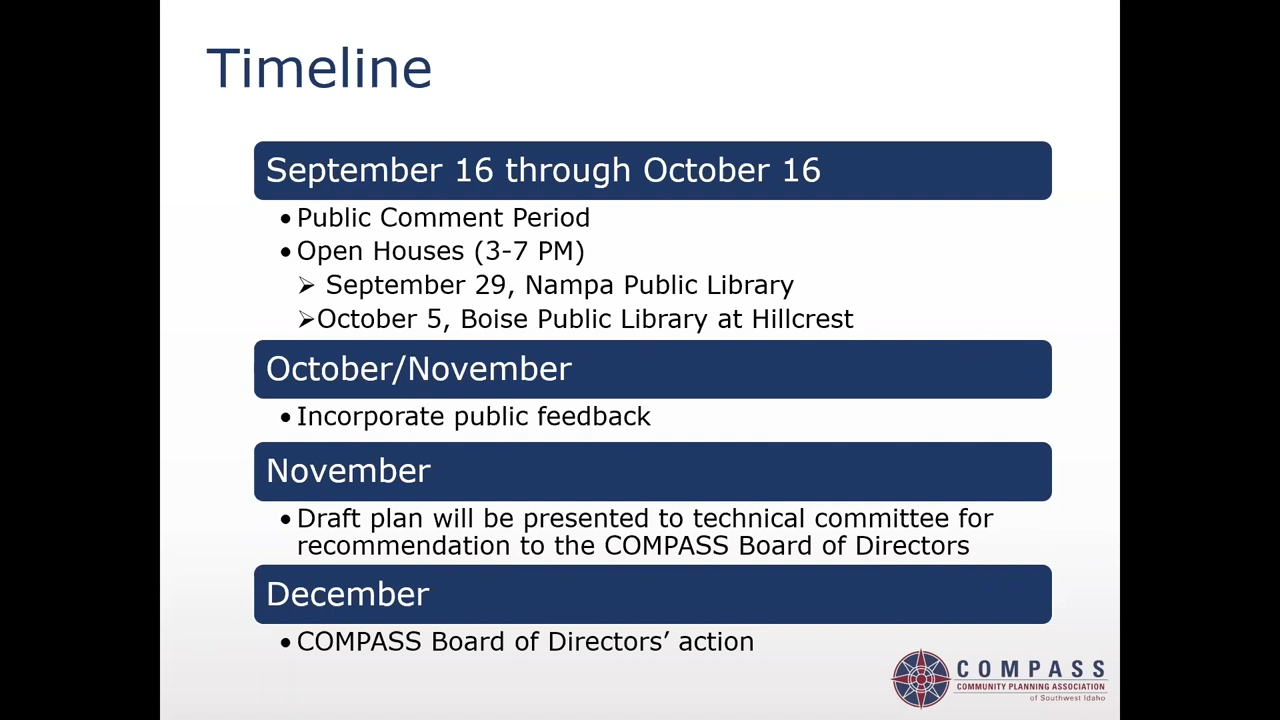 Timeline
September 16 through October 16
•Public Comment Period
•Open Houses (3-7 PM)
➢ September 29, Nampa Public Library
➢October 5, Boise Public Library at Hillcrest
October/November
•Incorporate public feedback
November
•Draft plan will be presented to technical committee for
recommendation to the COMPASS Board of Directors
December
•COMPASS Board of Directors’ action
COMPASS
COMMUNITY PLANNING ASSOCIATION
of Southwest Idaho